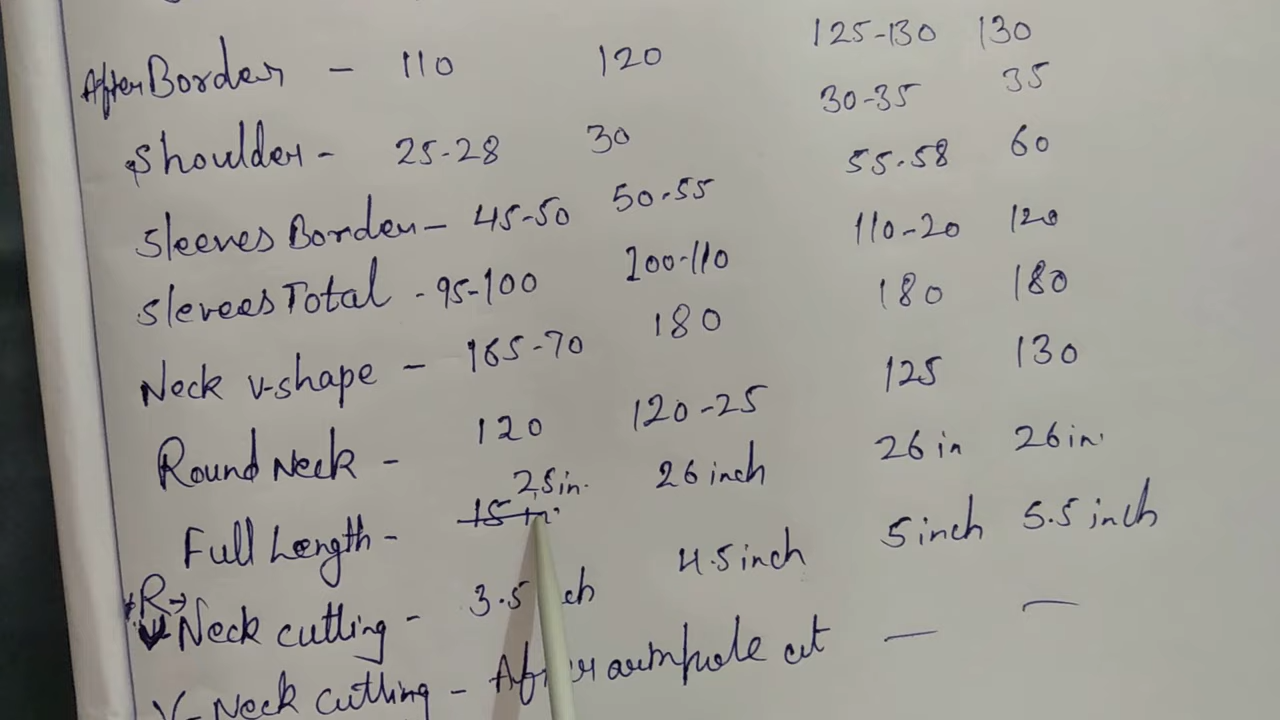 After Border - 110 120 125-130 130
Shoulder - 25-28 30 30-35 35
Sleeves Border - 45-50 50-55 55-58 60
Slevees Total - 95-100 100-110 110-20 120
Neck v-shape - 165-70 180 180 180
Round Neck - 120 120-25 125 130
25in.
Full Length - 15 in. 26 inch 26 in 26 in.
R→
Neck cutting - 3.5 ch 4.5 inch 5 inch 5.5 inch
V-Neck cutting - After armhole cut — —